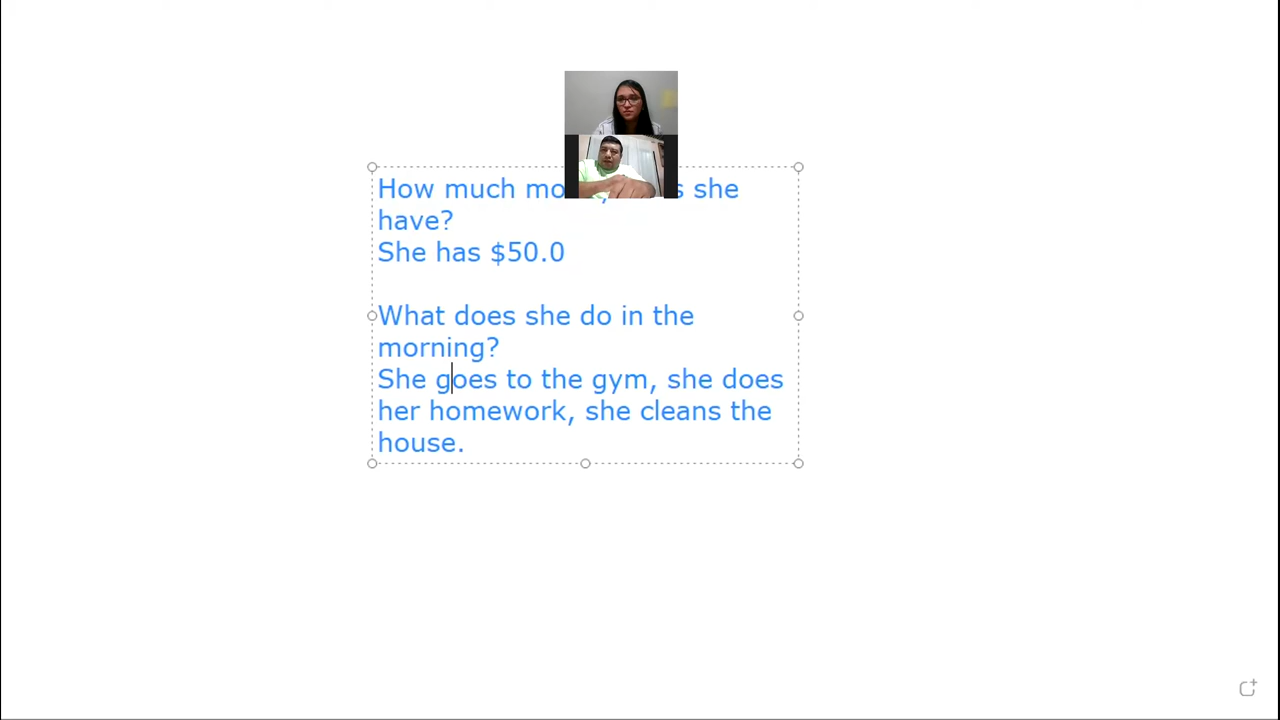 How much she
have?
She has $50.0
What does she do in the
morning?
She goes to the gym, she does
her homework, she cleans the
house.